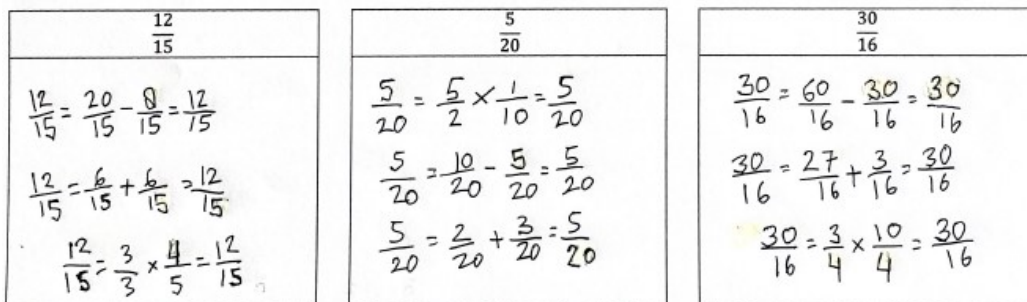 12/15
12/15 = 20/15 - 8/15 = 12/15
12/15 = 6/15 + 6/15 = 12/15
12/15 = 3/3 × 4/5 = 12/15
5/20
5/20 = 5/2 × 1/10 = 5/20
5/20 = 10/20 - 5/20 = 5/20
5/20 = 2/20 + 3/20 = 5/20
30/16
30/16 = 60/16 - 30/16 = 30/16
30/16 = 27/16 + 3/16 = 30/16
30/16 = 3/4 × 10/4 = 30/16